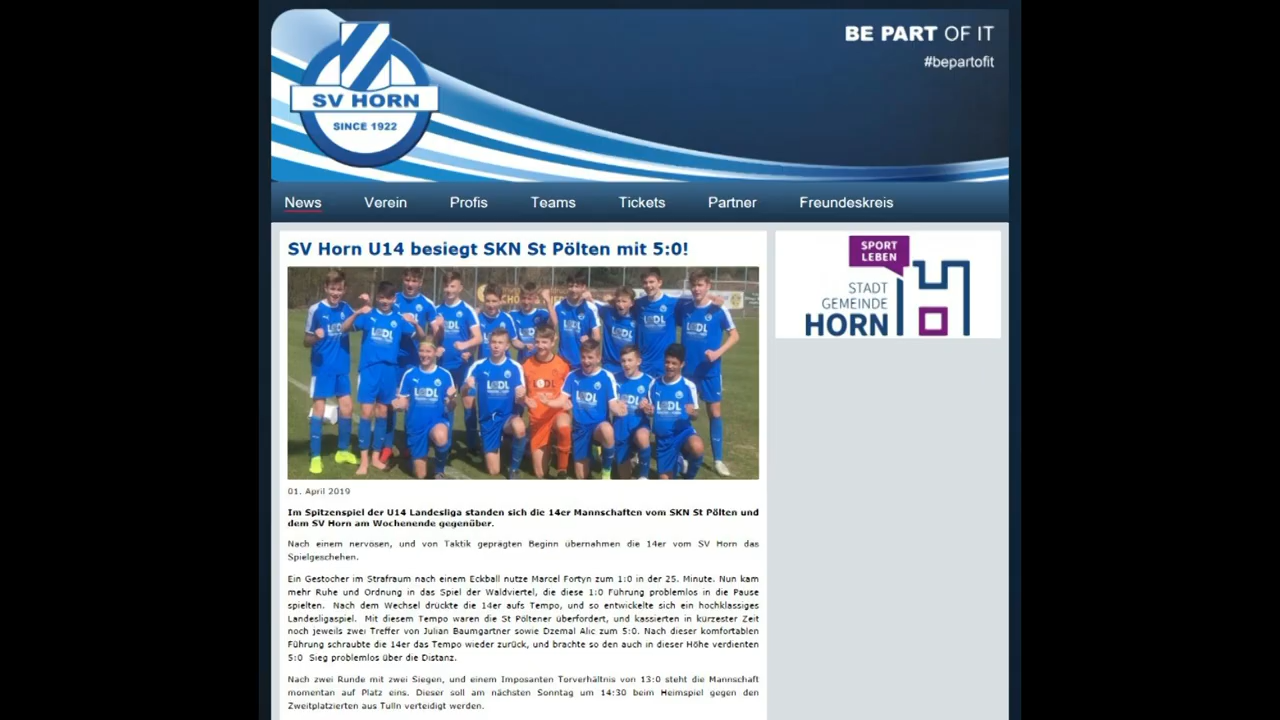 BE PART OF IT
#bepartofit
SV HORN
SINCE 1922
News Verein Profis Teams Tickets Partner Freundeskreis
SV Horn U14 besiegt SKN St Pölten mit 5:0!
SPORT
LEBEN
STADT
GEMEINDE
HORN
01. April 2019
Im Spitzenspiel der U14 Landesliga standen sich die 14er Mannschaften vom SKN St Pölten und
dem SV Horn am Wochenende gegenüber.
Nach einem nervösen, und von Taktik geprägten Beginn übernahmen die 14er vom SV Horn das
Spielgeschehen.
Ein Gestocher im Strafraum nach einem Eckball nutze Marcel Fortyn zum 1:0 in der 25. Minute. Nun kam
mehr Ruhe und Ordnung in das Spiel der Waldviertel, die diese 1:0 Führung problemlos in die Pause
spielten. Nach dem Wechsel drückte die 14er aufs Tempo, und so entwickelte sich ein hochklassiges
Landesligaspiel. Mit diesem Tempo waren die St Pöltener überfordert, und kassierten in kürzester Zeit
noch jeweils zwei Treffer von Julian Baumgartner sowie Dzemal Alic zum 5:0. Nach dieser komfortablen
Führung schraubte die 14er das Tempo wieder zurück, und brachte so den auch in dieser Höhe verdienten
5:0 Sieg problemlos über die Distanz.
Nach zwei Runde mit zwei Siegen, und einem Imposanten Torverhältnis von 13:0 steht die Mannschaft
momentan auf Platz eins. Dieser soll am nächsten Sonntag um 14:30 beim Heimspiel gegen den
Zweitplatzierten aus Tulln verteidigt werden.